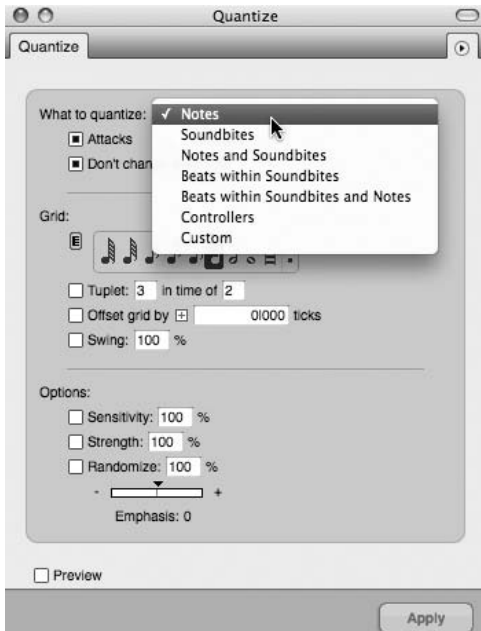 Quantize
Quantize
What to quantize: ✓ Notes
Soundbites
Notes and Soundbites
Beats within Soundbites
Beats within Soundbites and Notes
Controllers
Custom
Attacks
Don't chan
Grid:
E
Tuplet: 3 in time of 2
Offset grid by + 0|000 ticks
Swing: 100 %
Options:
Sensitivity: 100 %
Strength: 100 %
Randomize: 100 %
- +
Emphasis: 0
Preview
Apply